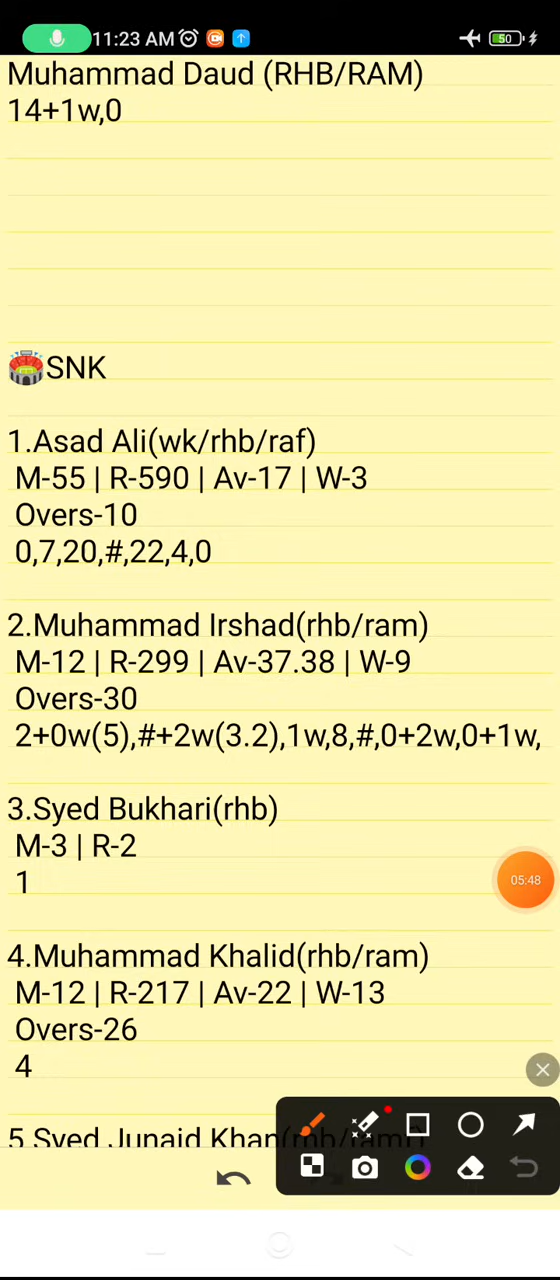 11:23 AM
50
Muhammad Daud (RHB/RAM)
14+1w,0
🏟️SNK
1.Asad Ali(wk/rhb/raf)
M-55 | R-590 | Av-17 | W-3
Overs-10
0,7,20,#,22,4,0
2.Muhammad Irshad(rhb/ram)
M-12 | R-299 | Av-37.38 | W-9
Overs-30
2+0w(5),#+2w(3.2),1w,8,#,0+2w,0+1w,
3.Syed Bukhari(rhb)
M-3 | R-2
1
05:48
4.Muhammad Khalid(rhb/ram)
M-12 | R-217 | Av-22 | W-13
Overs-26
4
5 Syed Junaid Khan